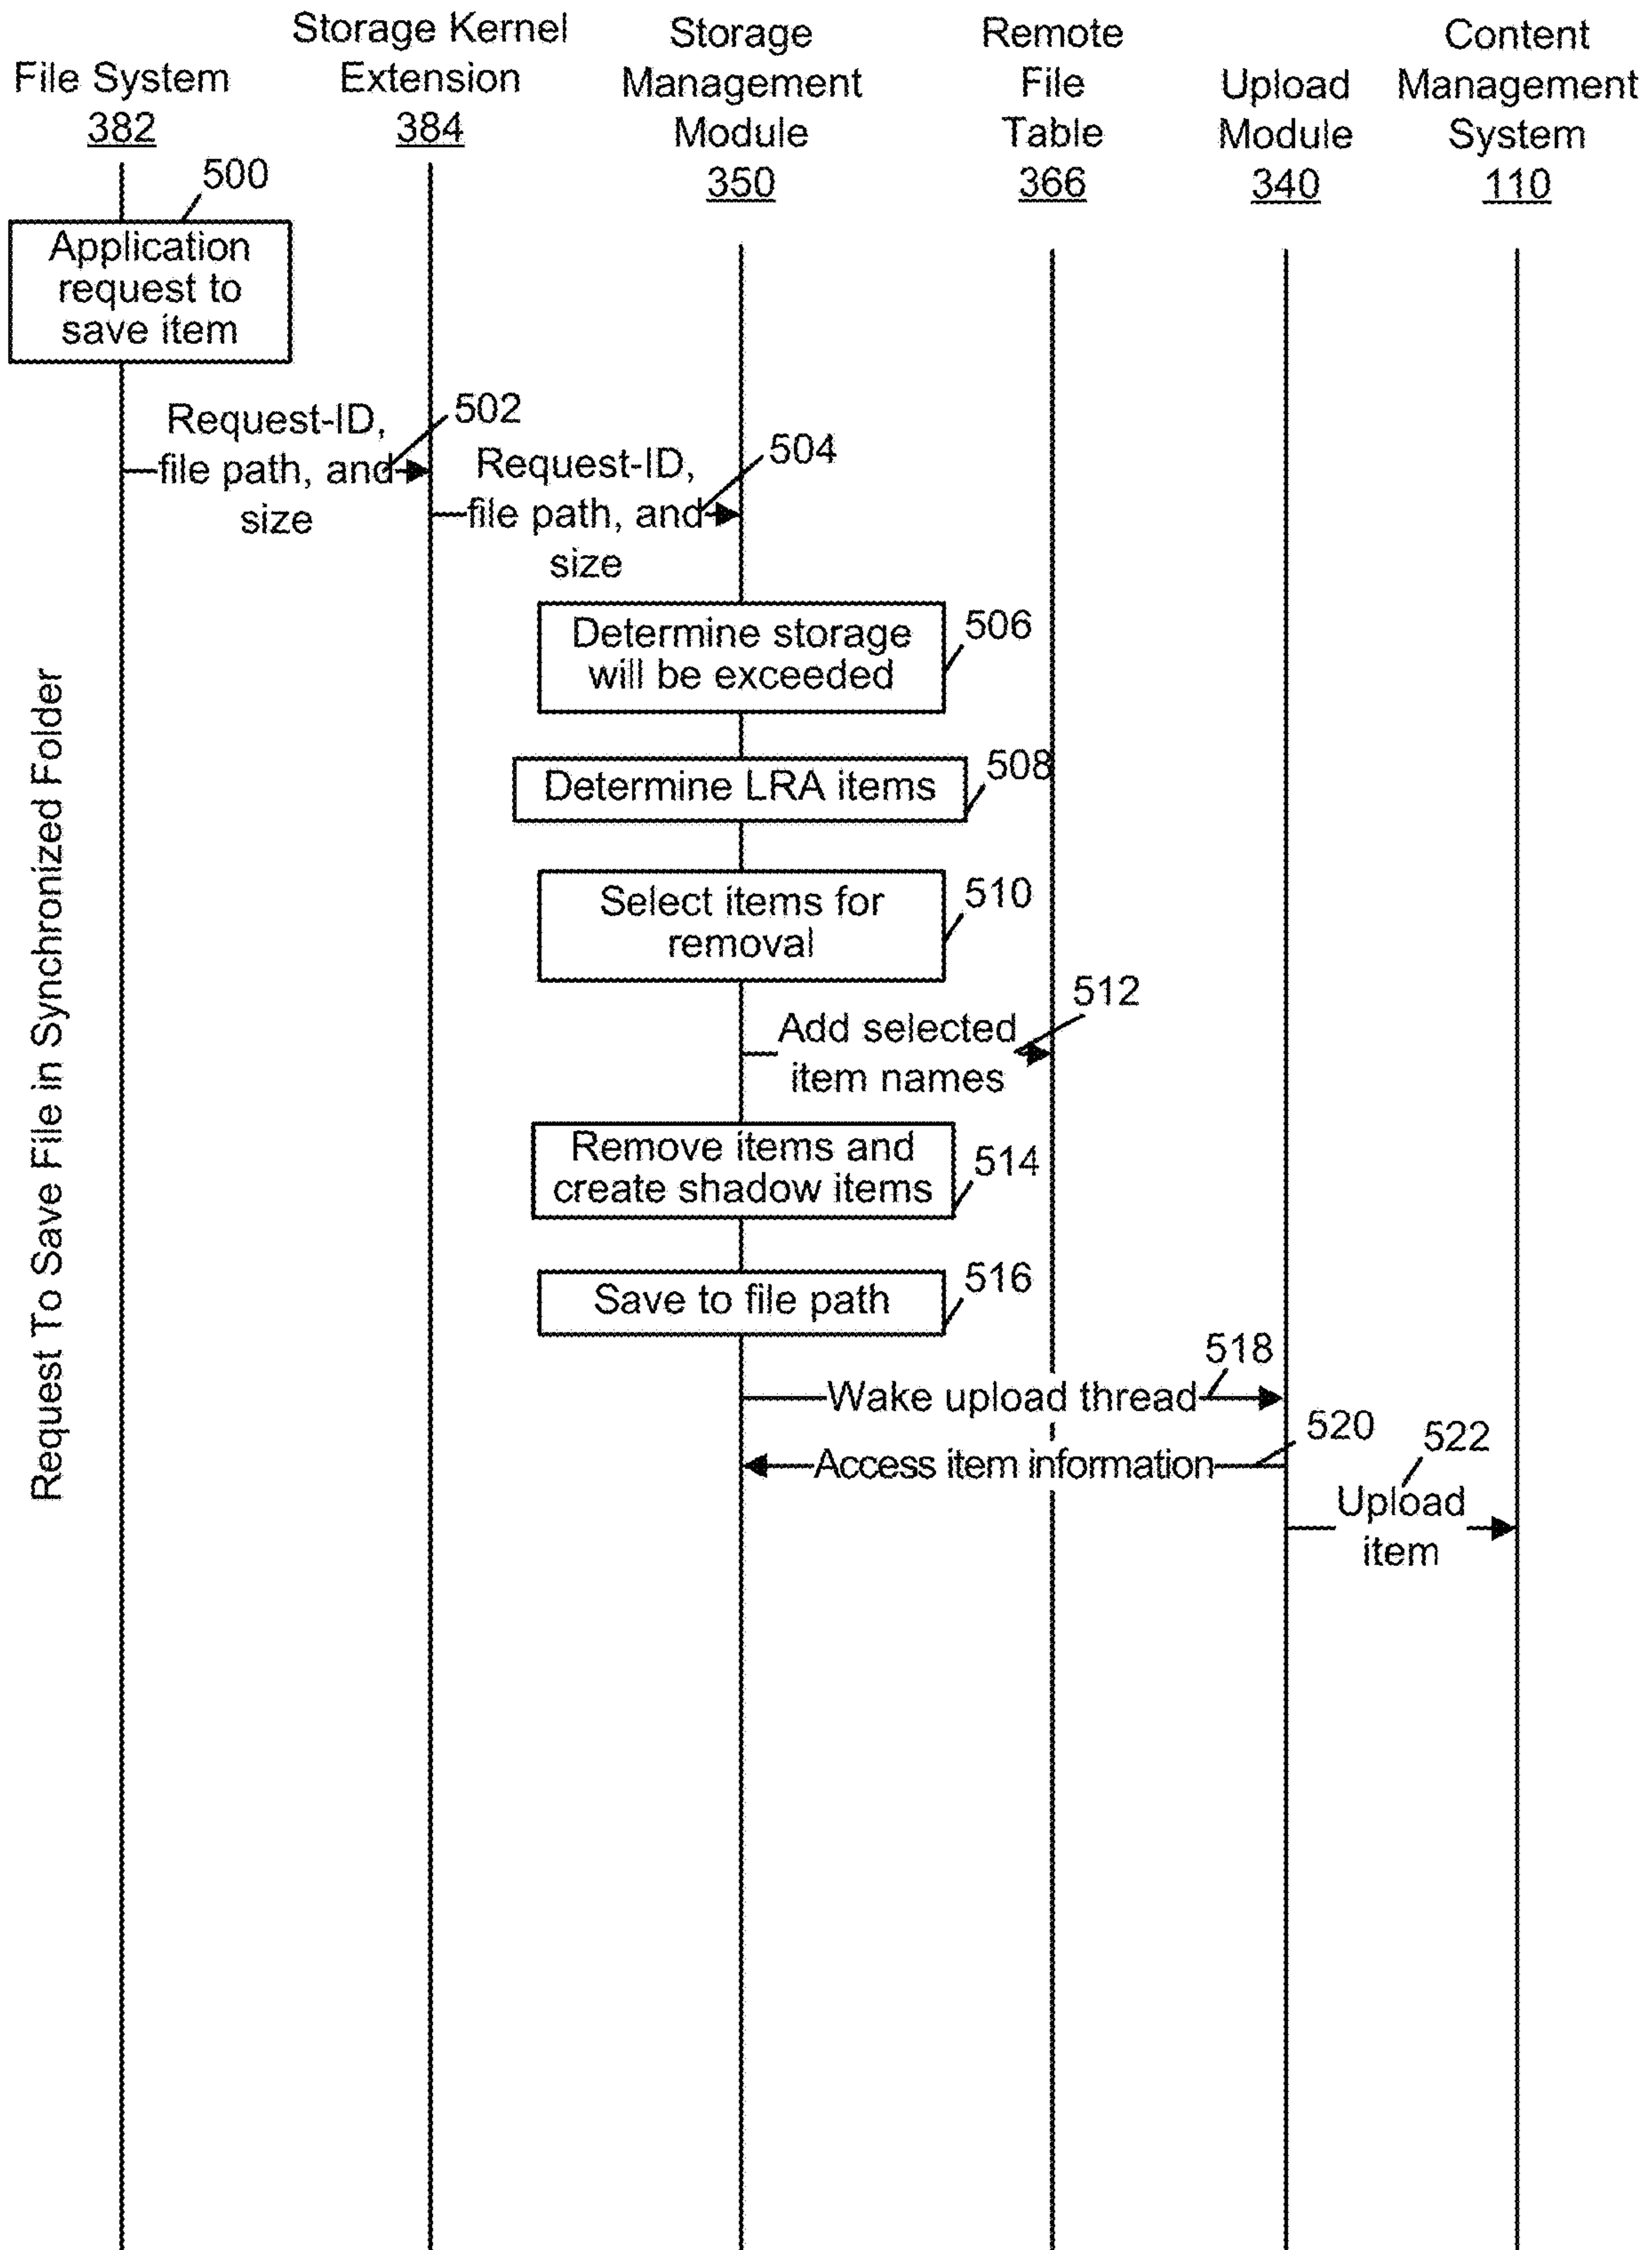 File System
382
Storage Kernel
Extension
384
Storage
Management
Module
350
Remote
File
Table
366
Upload
Module
340
Content
Management
System
110
500
Application
request to
save item
Request-ID,
file path, and
size
502
Request-ID,
file path, and
size
504
Determine storage
will be exceeded
506
Determine LRA items
508
Select items for
removal
510
Add selected
item names
512
Remove items and
create shadow items
514
Save to file path
516
Wake upload thread
518
Access item information
520
Upload
item
522
Request To Save File in Synchronized Folder